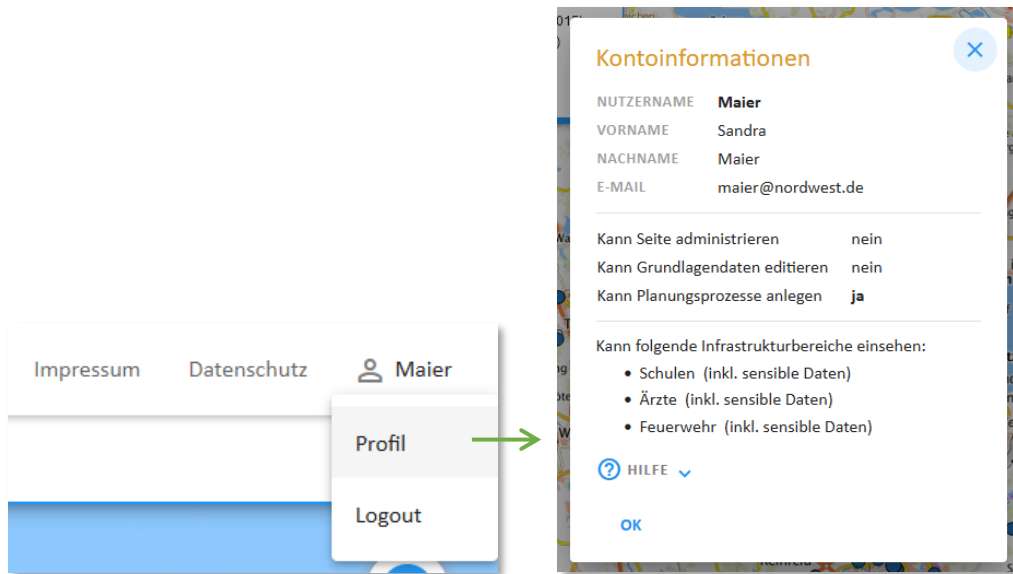 Impressum Datenschutz Maier
Profil
Logout
Kontoinformationen
NUTZERNAME Maier
VORNAME Sandra
NACHNAME Maier
E-MAIL maier@nordwest.de
Kann Seite administrieren nein
Kann Grundlagendaten editieren nein
Kann Planungsprozesse anlegen ja
Kann folgende Infrastrukturbereiche einsehen:
• Schulen (inkl. sensible Daten)
• Ärzte (inkl. sensible Daten)
• Feuerwehr (inkl. sensible Daten)
HILFE
OK